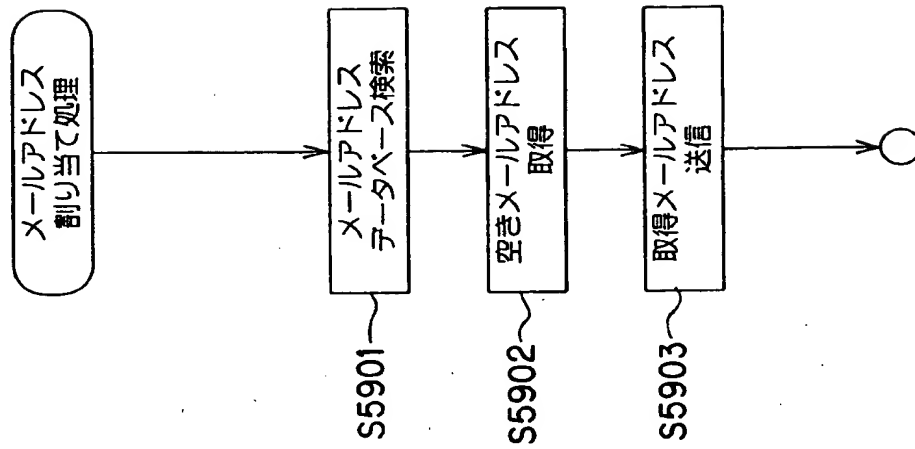 メールアドレス
割り当て処理
メールアドレス
データベース検索
S5901
空きメールアドレス
取得
S5902
取得メールアドレス
送信
S5903